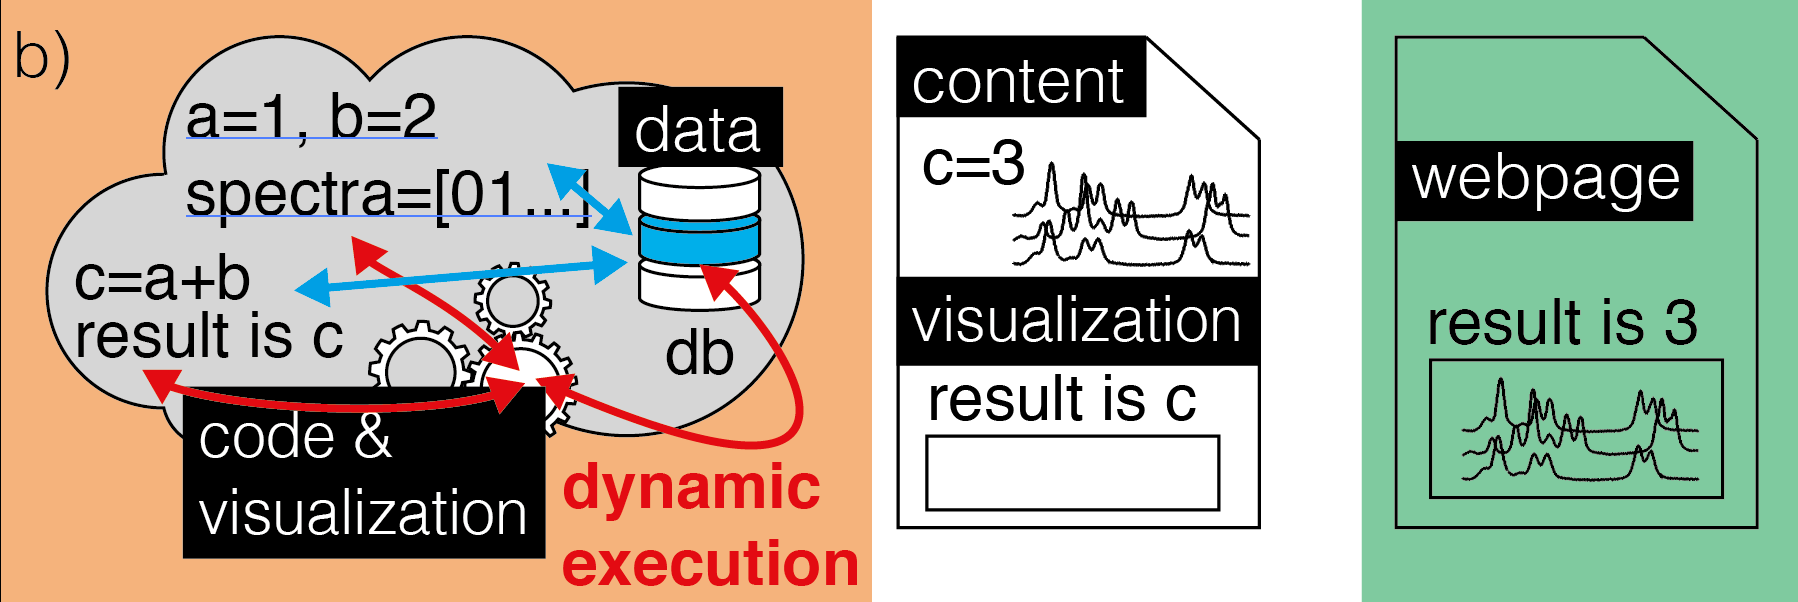 b)
a=1, b=2
data
spectra=[01...]
c=a+b
result is c
db
code &
visualization
dynamic
execution
content
c=3
visualization
result is c
webpage
result is 3